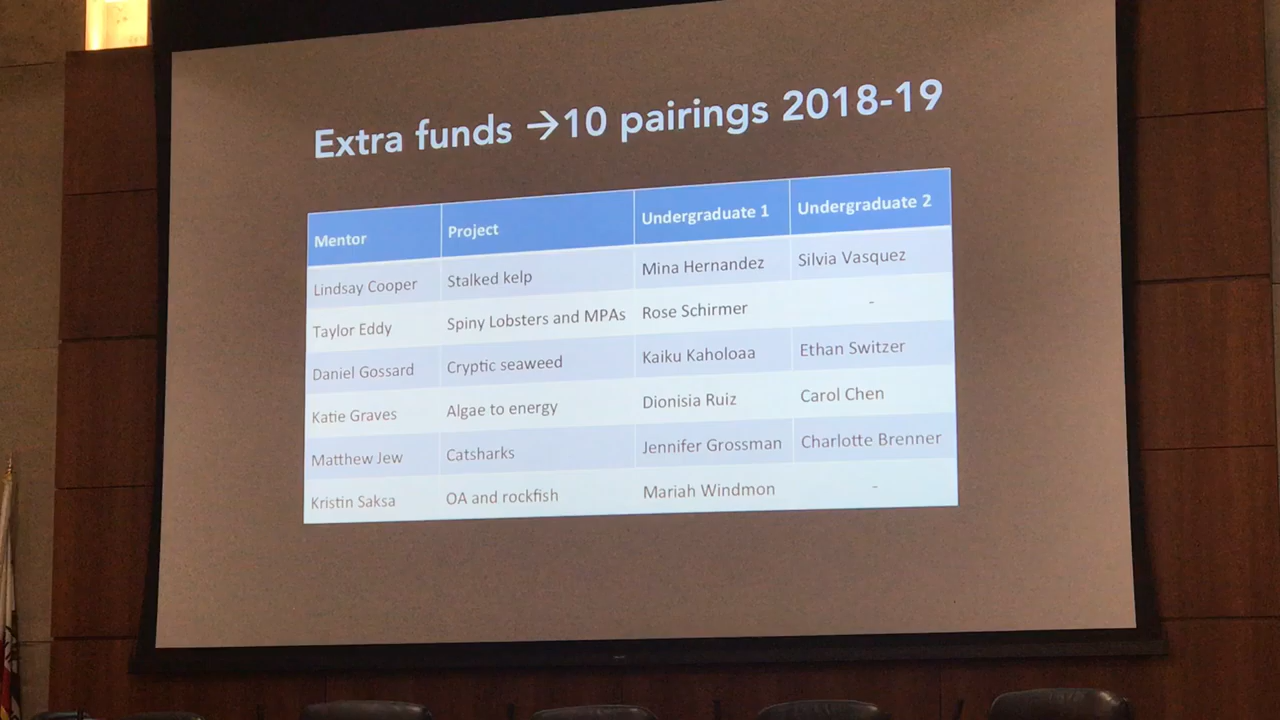 Extra funds →10 pairings 2018-19
Mentor Project Undergraduate 1 Undergraduate 2
Lindsay Cooper Stalked kelp Mina Hernandez Silvia Vasquez
Taylor Eddy Spiny Lobsters and MPAs Rose Schirmer -
Daniel Gossard Cryptic seaweed Kaiku Kaholoaa Ethan Switzer
Katie Graves Algae to energy Dionisia Ruiz Carol Chen
Matthew Jew Catsharks Jennifer Grossman Charlotte Brenner
Kristin Saksa OA and rockfish Mariah Windmon -